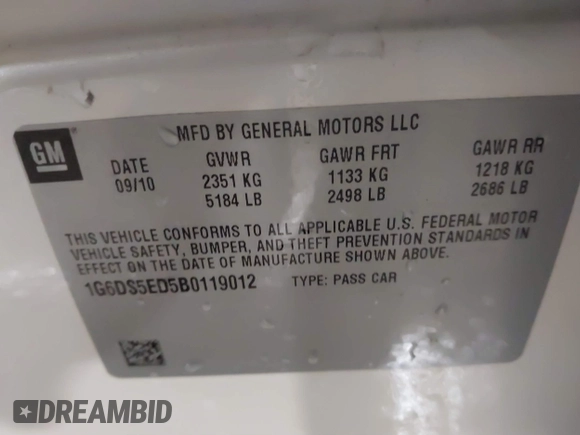 MFD BY GENERAL MOTORS LLC
GM
DATE GVWR GAWR FRT GAWR RR
09/10 2351 KG 1133 KG 1218 KG
5184 LB 2498 LB 2686 LB
THIS VEHICLE CONFORMS TO ALL APPLICABLE U.S. FEDERAL MOTOR
VEHICLE SAFETY, BUMPER, AND THEFT PREVENTION STANDARDS IN
EFFECT ON THE DATE OF MANUFACTURE SHOWN ABOVE.
1G6DS5ED5B0119012 TYPE: PASS CAR
DREAMBID